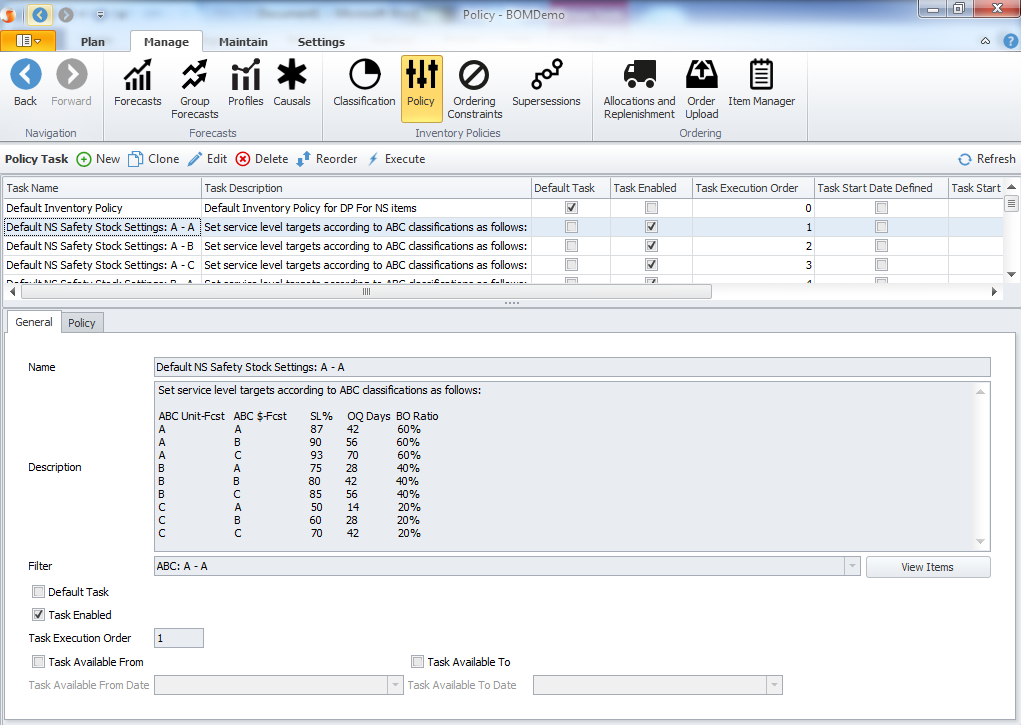 Policy - BOMDemo
Plan Manage Maintain Settings
Back Forward Forecasts Group Forecasts Profiles Causals Classification Policy Ordering Constraints Supersessions Allocations and Replenishment Order Upload Item Manager
Navigation Forecasts Inventory Policies Ordering
Policy Task New Clone Edit Delete Reorder Execute Refresh
Task Name Task Description Default Task Task Enabled Task Execution Order Task Start Date Defined Task Start
Default Inventory Policy Default Inventory Policy for DP For NS items 0
Default NS Safety Stock Settings: A - A Set service level targets according to ABC classifications as follows: 1
Default NS Safety Stock Settings: A - B Set service level targets according to ABC classifications as follows: 2
Default NS Safety Stock Settings: A - C Set service level targets according to ABC classifications as follows: 3
General Policy
Name Default NS Safety Stock Settings: A - A
Set service level targets according to ABC classifications as follows:
ABC Unit-Fcst ABC $-Fcst SL% OQ Days BO Ratio
A A 87 42 60%
A B 90 56 60%
A C 93 70 60%
B A 75 28 40%
Description
B B 80 42 40%
B C 85 56 40%
C A 50 14 20%
C B 60 28 20%
C C 70 42 20%
Filter ABC: A - A View Items
Default Task
Task Enabled
Task Execution Order 1
Task Available From Task Available To
Task Available From Date Task Available To Date